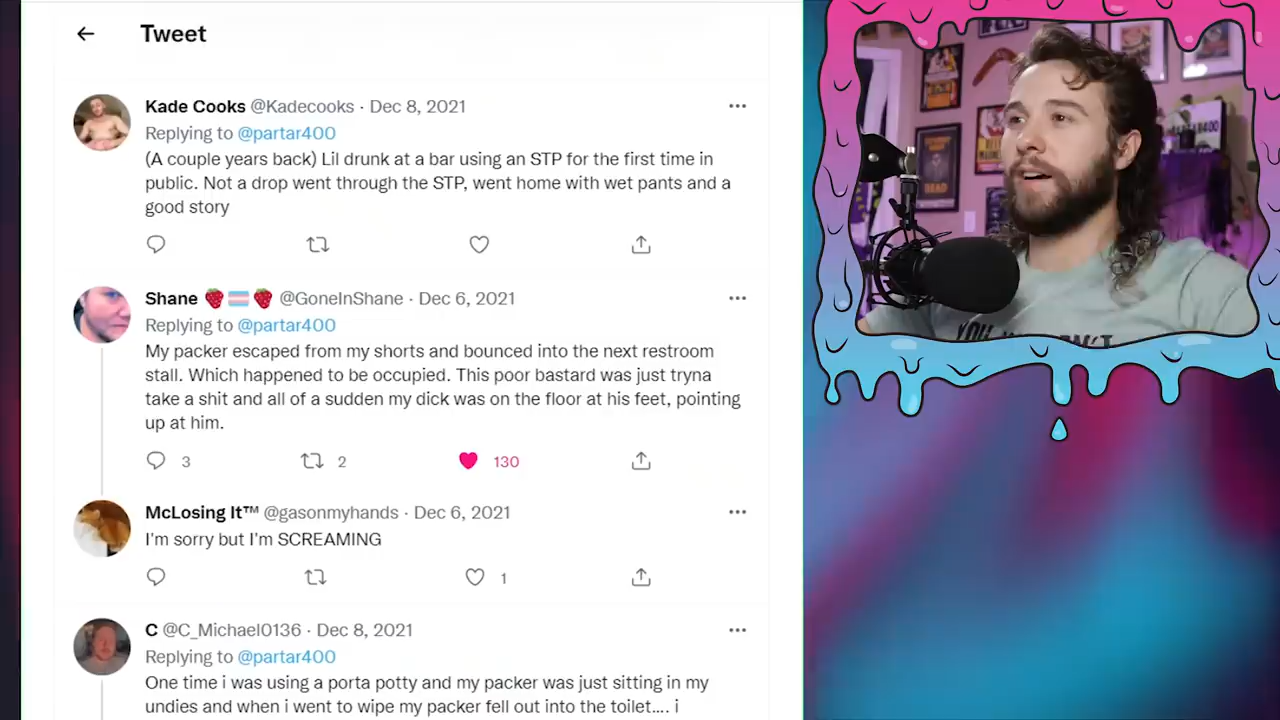 Tweet
Kade Cooks @Kadecooks · Dec 8, 2021
Replying to @partar400
(A couple years back) Lil drunk at a bar using an STP for the first time in
public. Not a drop went through the STP, went home with wet pants and a
good story
Shane 🍓🏳️‍⚧️🍓 @GoneInShane · Dec 6, 2021
Replying to @partar400
My packer escaped from my shorts and bounced into the next restroom
stall. Which happened to be occupied. This poor bastard was just tryna
take a shit and all of a sudden my dick was on the floor at his feet, pointing
up at him.
3 2 130
McLosing It™ @gasonmyhands · Dec 6, 2021
I'm sorry but I'm SCREAMING
1
C @C_Michael0136 · Dec 8, 2021
Replying to @partar400
One time i was using a porta potty and my packer was just sitting in my
undies and when i went to wipe my packer fell out into the toilet.... i
DEAD